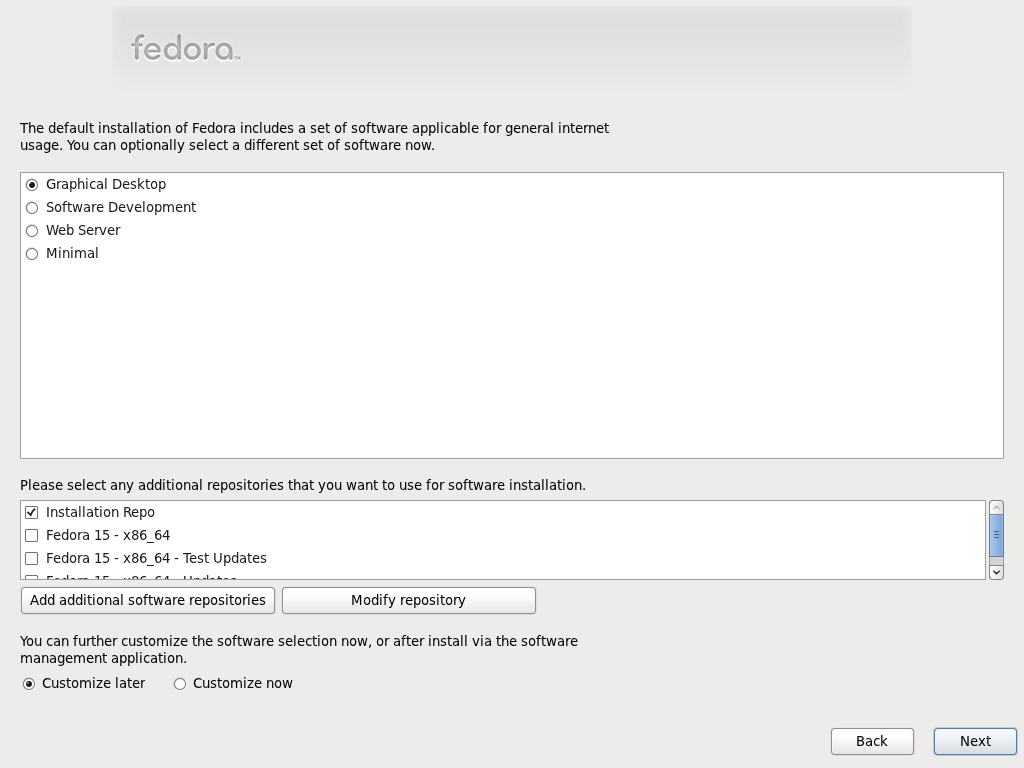 fedora™
The default installation of Fedora includes a set of software applicable for general internet
usage. You can optionally select a different set of software now.
Graphical Desktop
Software Development
Web Server
Minimal
Please select any additional repositories that you want to use for software installation.
Installation Repo
Fedora 15 - x86_64
Fedora 15 - x86_64 - Test Updates
Fedora 15 - x86_64 - Updates
Add additional software repositories
Modify repository
You can further customize the software selection now, or after install via the software
management application.
Customize later
Customize now
Back
Next